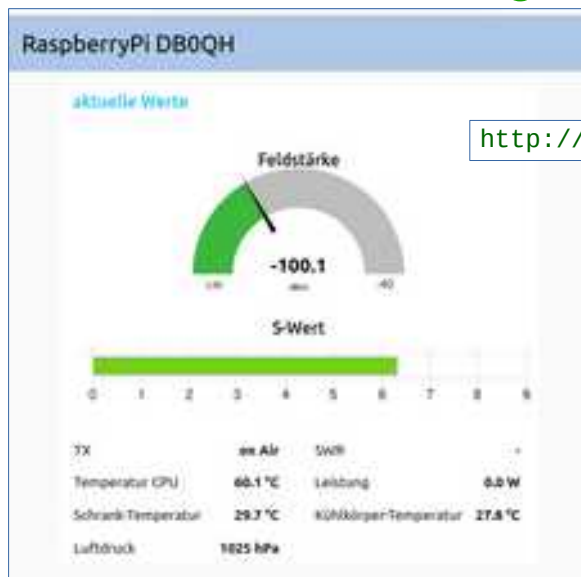 RaspberryPi DB0QH
aktuelle Werte
http://
Feldstärke
-100.1
-40
S-Wert
0 1 2 3 4 5 6 7 8 9
TX on Air SWR -
Temperatur CPU 60.1 °C Leistung 0.0 W
Schrank-Temperatur 29.7 °C Kühlkörper-Temperatur 27.6 °C
Luftdruck 1025 hPa